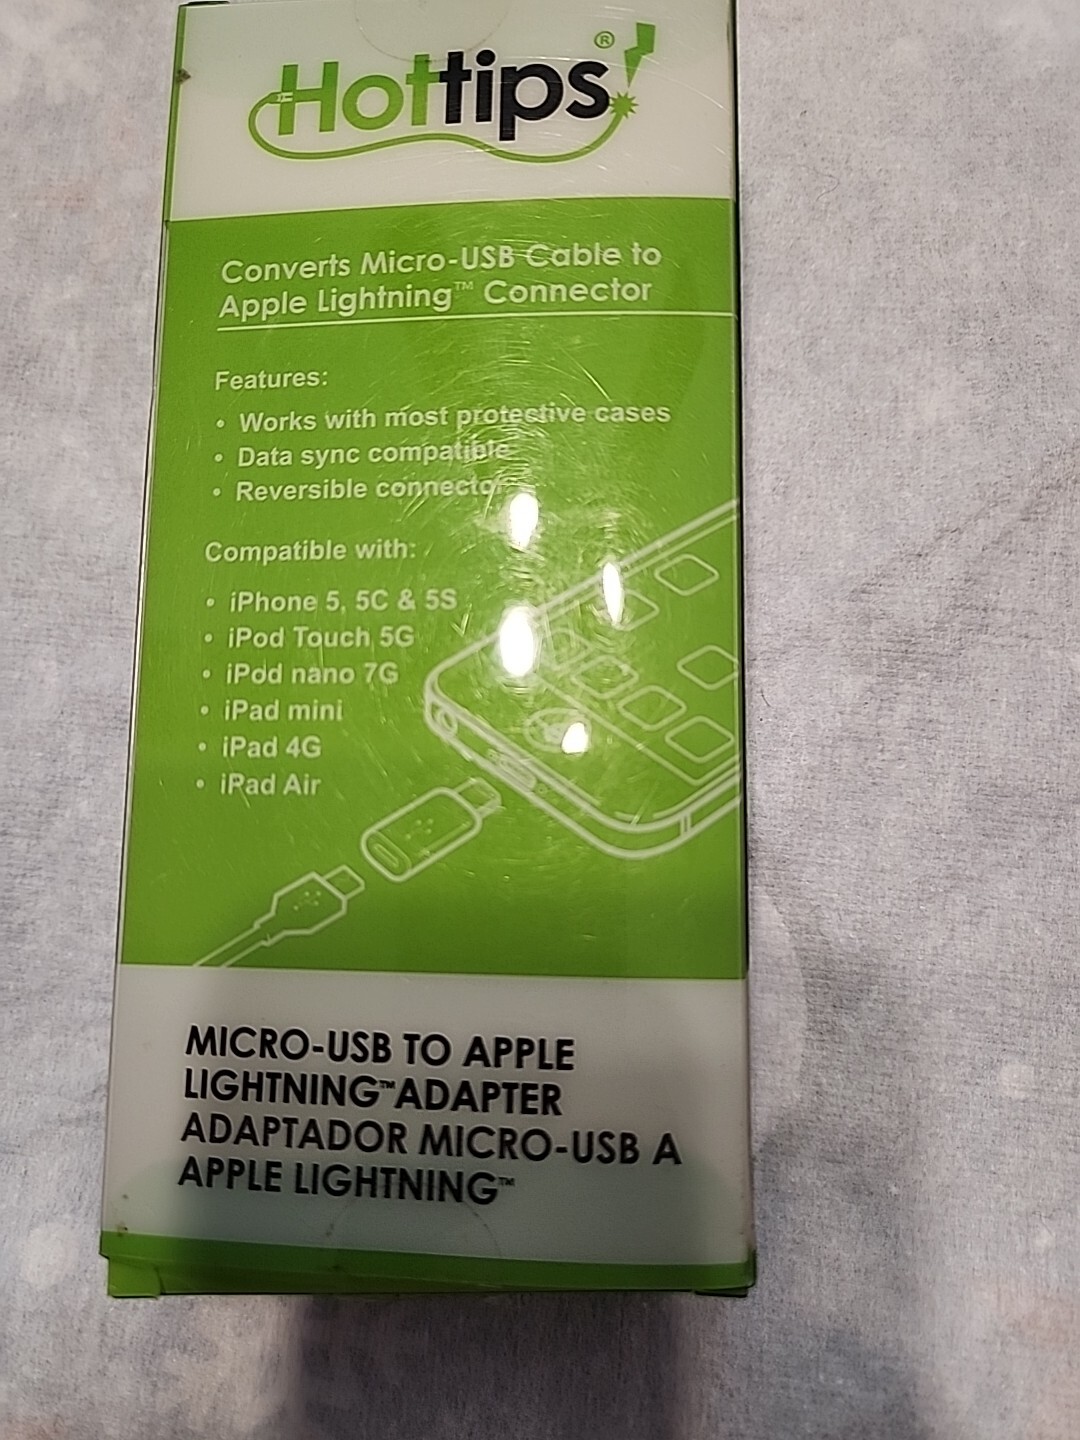 Hottips!®
Converts Micro-USB Cable to
Apple Lightning™ Connector
Features:
• Works with most protective cases
• Data sync compatible
• Reversible connector
Compatible with:
• iPhone 5, 5C & 5S
• iPod Touch 5G
• iPod nano 7G
• iPad mini
• iPad 4G
• iPad Air
MICRO-USB TO APPLE
LIGHTNING™ ADAPTER
ADAPTADOR MICRO-USB A
APPLE LIGHTNING™